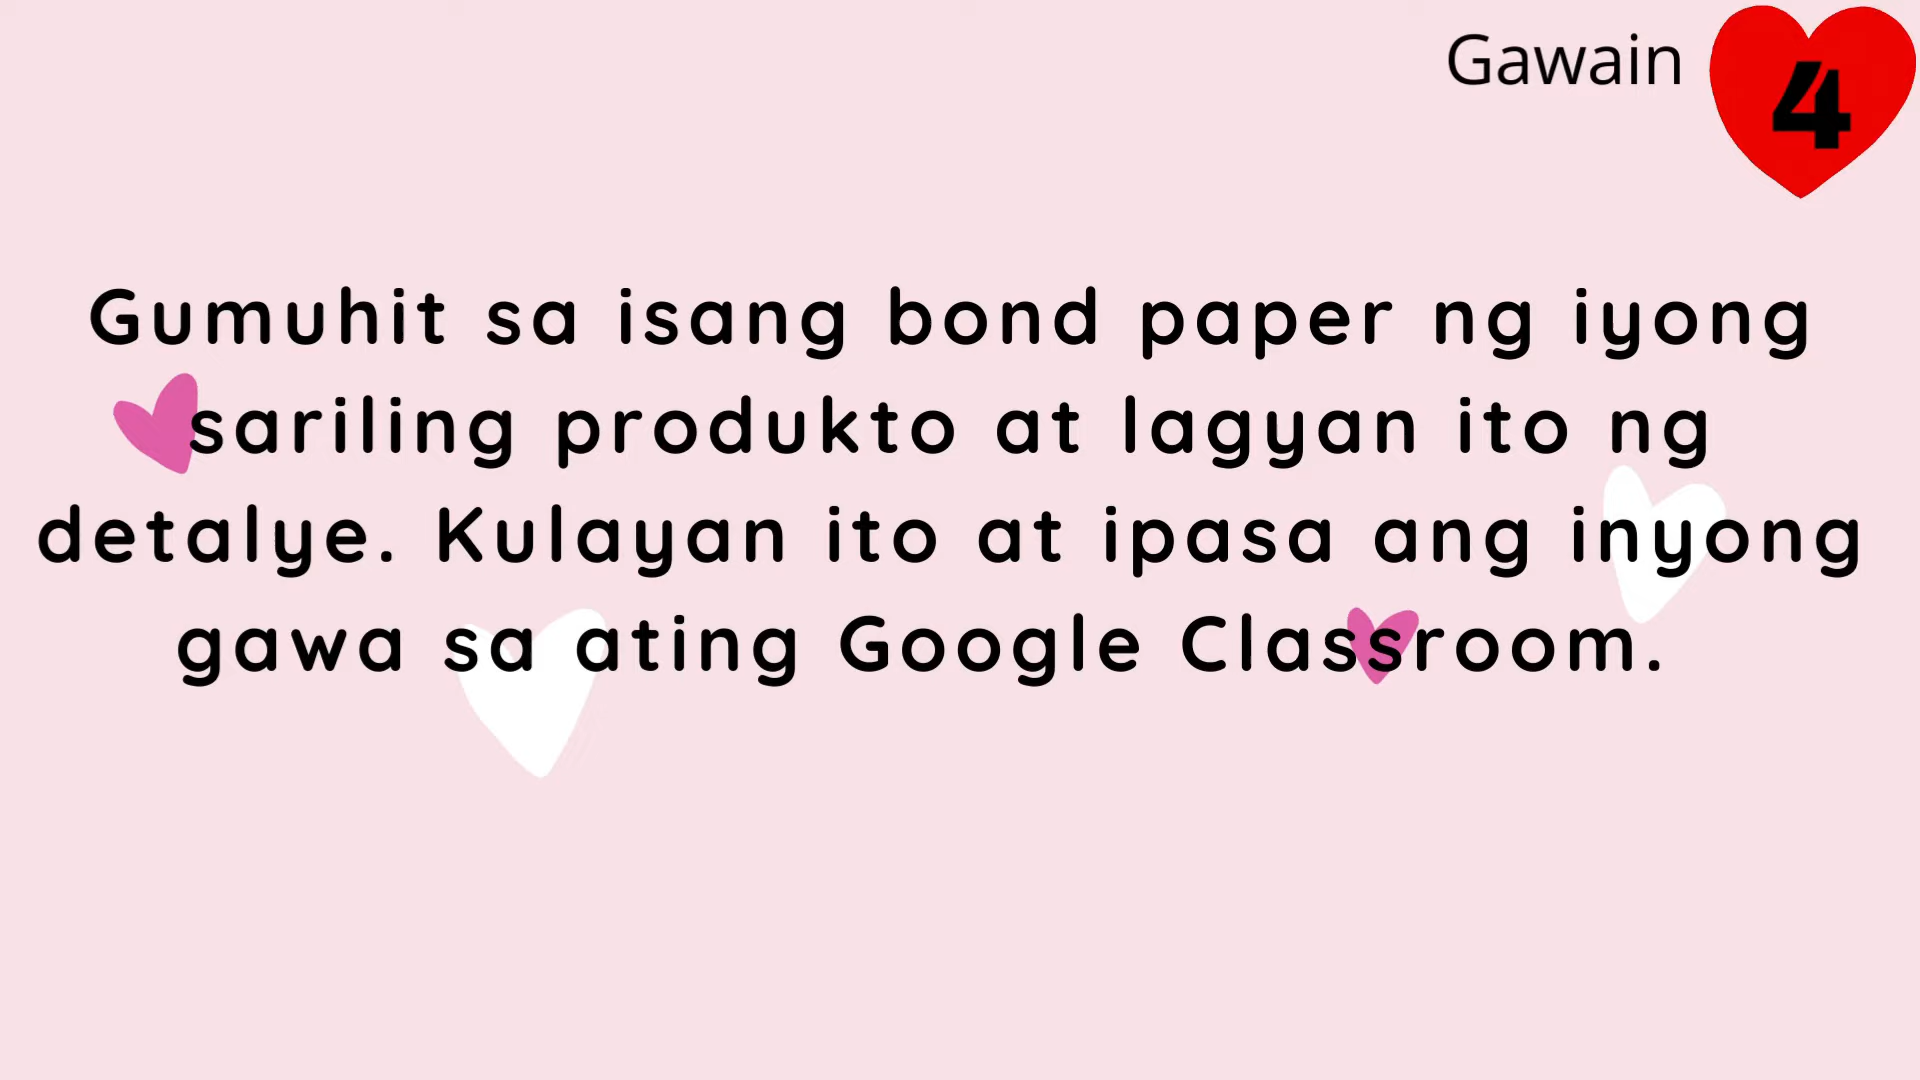 Gawain 4
Gumuhit sa isang bond paper ng iyong
sariling produkto at lagyan ito ng
detalye. Kulayan ito at ipasa ang inyong
gawa sa ating Google Classroom.